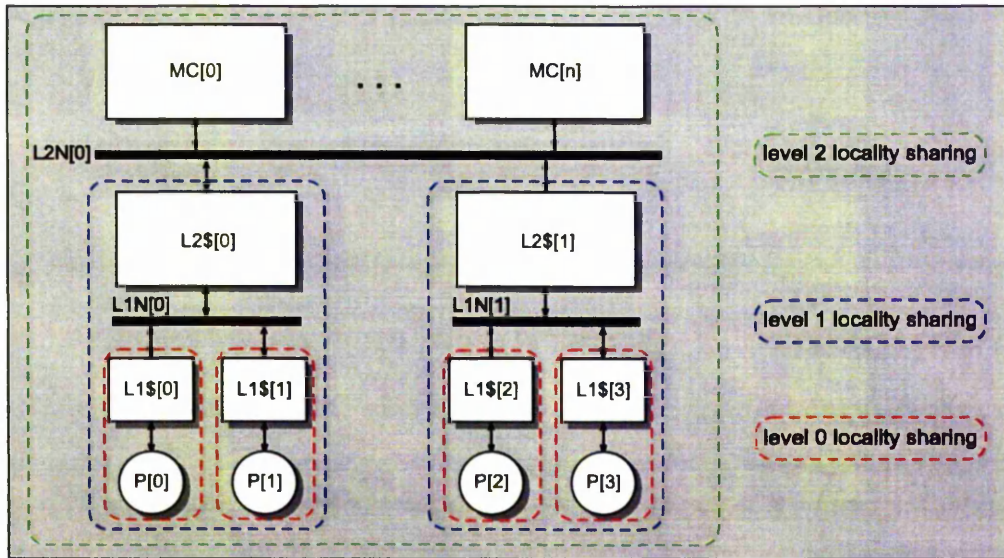 MC[0]
. . .
MC[n]
L2N[0]
level 2 locality sharing
L2$[0]
L2$[1]
L1N[0]
L1N[1]
level 1 locality sharing
L1$[0]
L1$[1]
L1$[2]
L1$[3]
level 0 locality sharing
P[0]
P[1]
P[2]
P[3]